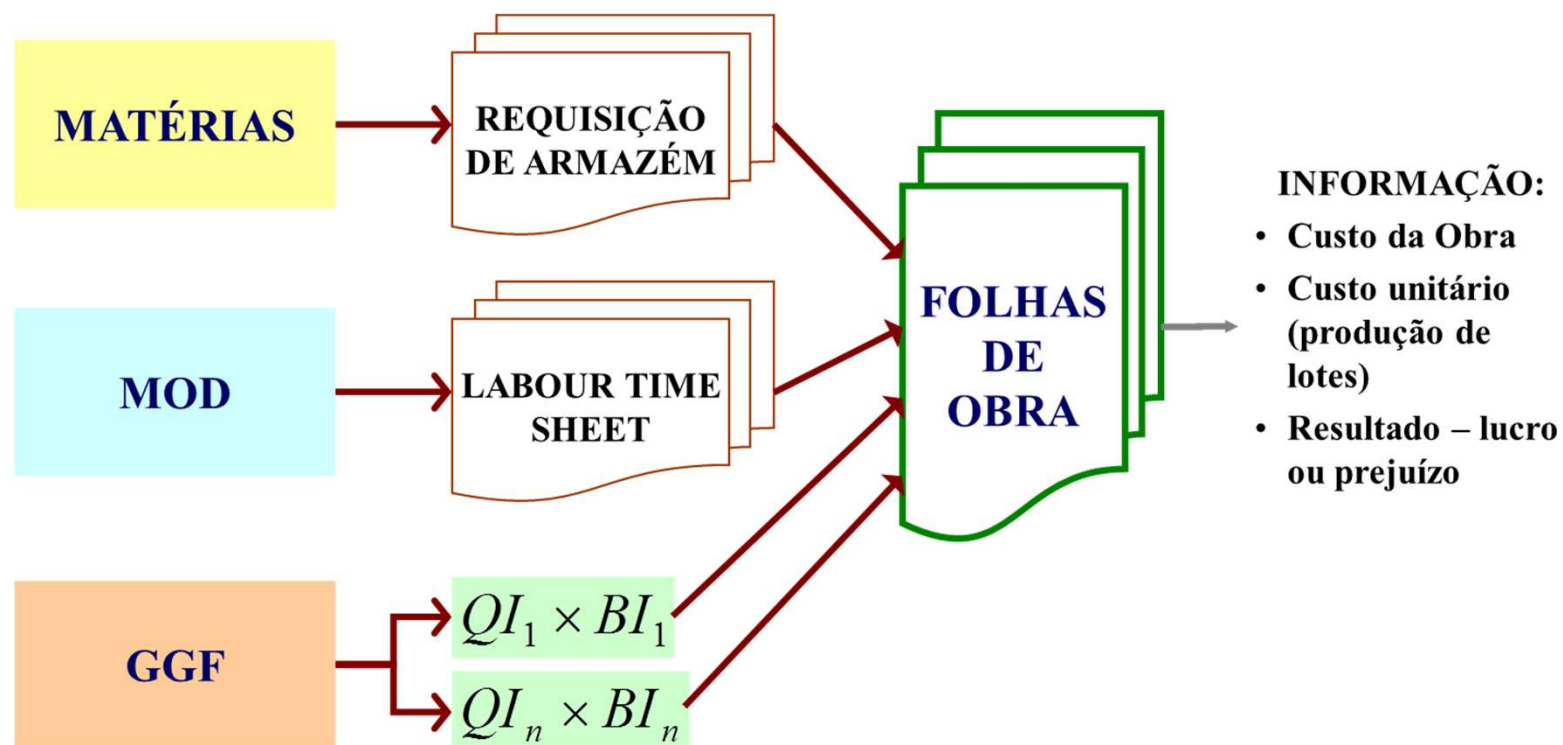 MATÉRIAS
REQUISIÇÃO
DE ARMAZÉM
MOD
LABOUR TIME
SHEET
GGF
QI₁ × BI₁
QIₙ × BIₙ
FOLHAS
DE
OBRA
INFORMAÇÃO:
• Custo da Obra
• Custo unitário
(produção de
lotes)
• Resultado – lucro
ou prejuízo